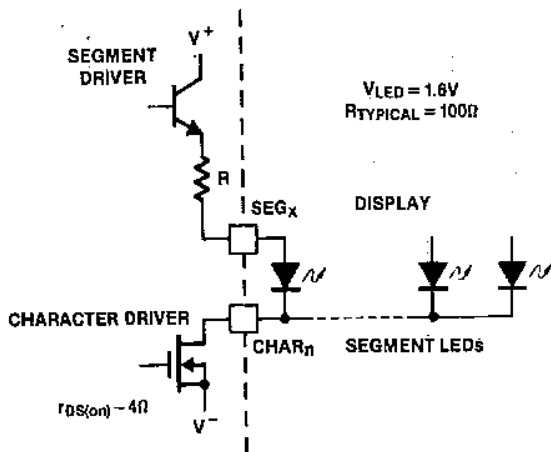 V+
SEGMENT
DRIVER
VLED = 1.6V
RTYPICAL = 100Ω
R
SEGx
DISPLAY
CHARACTER DRIVER
CHARn
SEGMENT LEDs
rDS(on) ~ 4Ω
V−